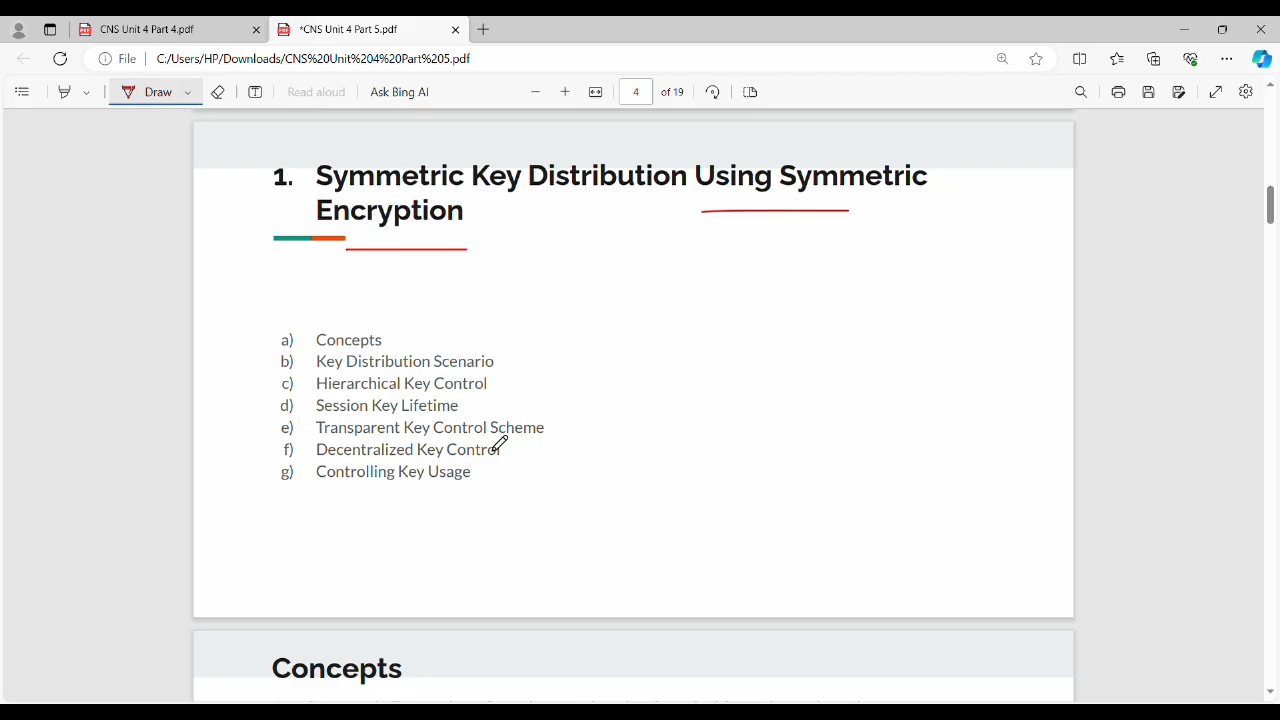 CNS Unit 4 Part 4.pdf
*CNS Unit 4 Part 5.pdf
File
C:/Users/HP/Downloads/CNS%20Unit%204%20Part%205.pdf
Draw
Read aloud
Ask Bing AI
4
of 19
1. Symmetric Key Distribution Using Symmetric
Encryption
a) Concepts
b) Key Distribution Scenario
c) Hierarchical Key Control
d) Session Key Lifetime
e) Transparent Key Control Scheme
f) Decentralized Key Control
g) Controlling Key Usage
Concepts